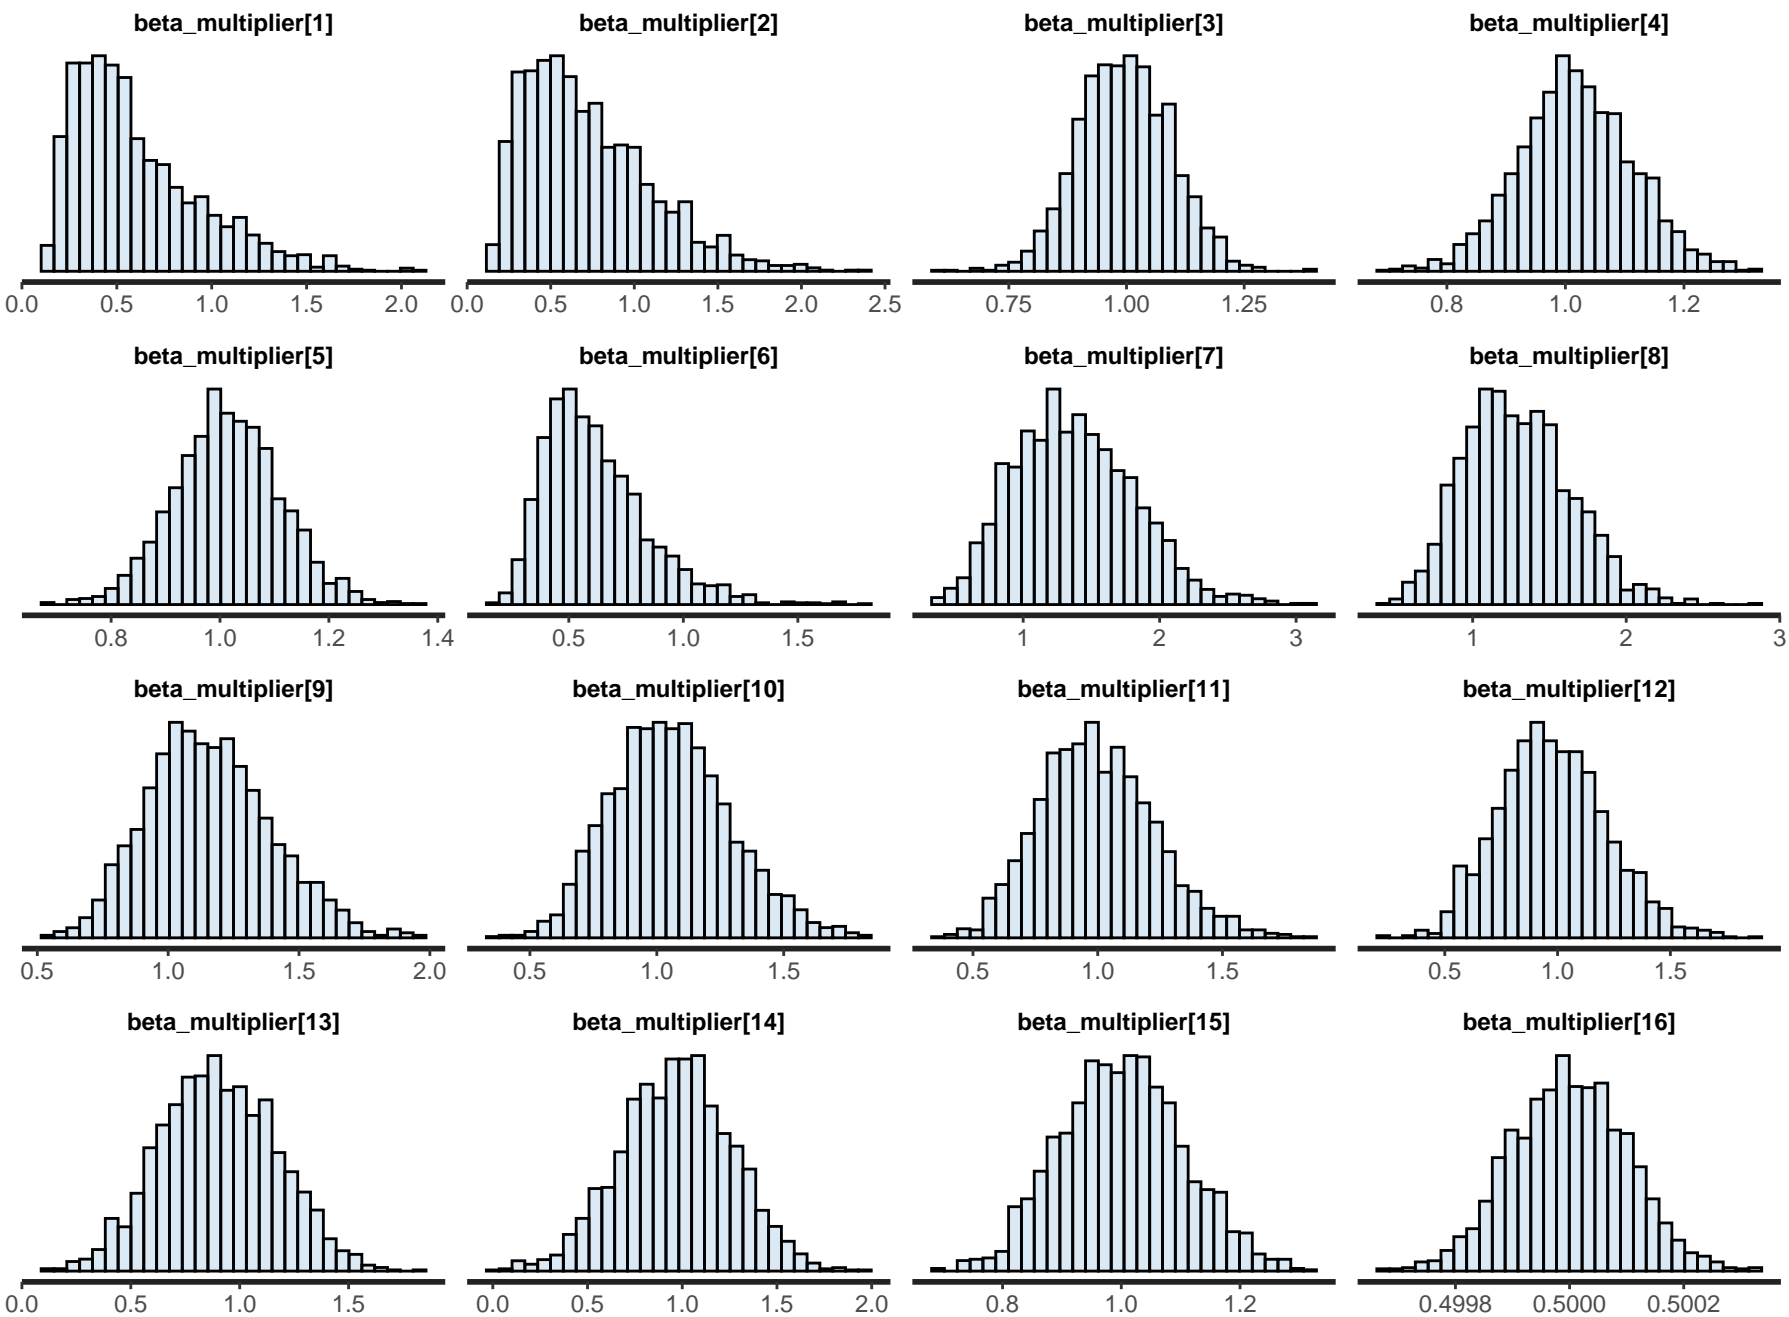 beta_multiplier[1] beta_multiplier[2] beta_multiplier[3] beta_multiplier[4]
0.0 0.5 1.0 1.5 2.0 0.0 0.5 1.0 1.5 2.0 2.5 0.75 1.00 1.25 0.8 1.0 1.2
beta_multiplier[5] beta_multiplier[6] beta_multiplier[7] beta_multiplier[8]
0.8 1.0 1.2 1.4 0.5 1.0 1.5 1 2 3 1 2 3
beta_multiplier[9] beta_multiplier[10] beta_multiplier[11] beta_multiplier[12]
0.5 1.0 1.5 2.0 0.5 1.0 1.5 0.5 1.0 1.5 0.5 1.0 1.5
beta_multiplier[13] beta_multiplier[14] beta_multiplier[15] beta_multiplier[16]
0.0 0.5 1.0 1.5 0.0 0.5 1.0 1.5 2.0 0.8 1.0 1.2 0.4998 0.5000 0.5002